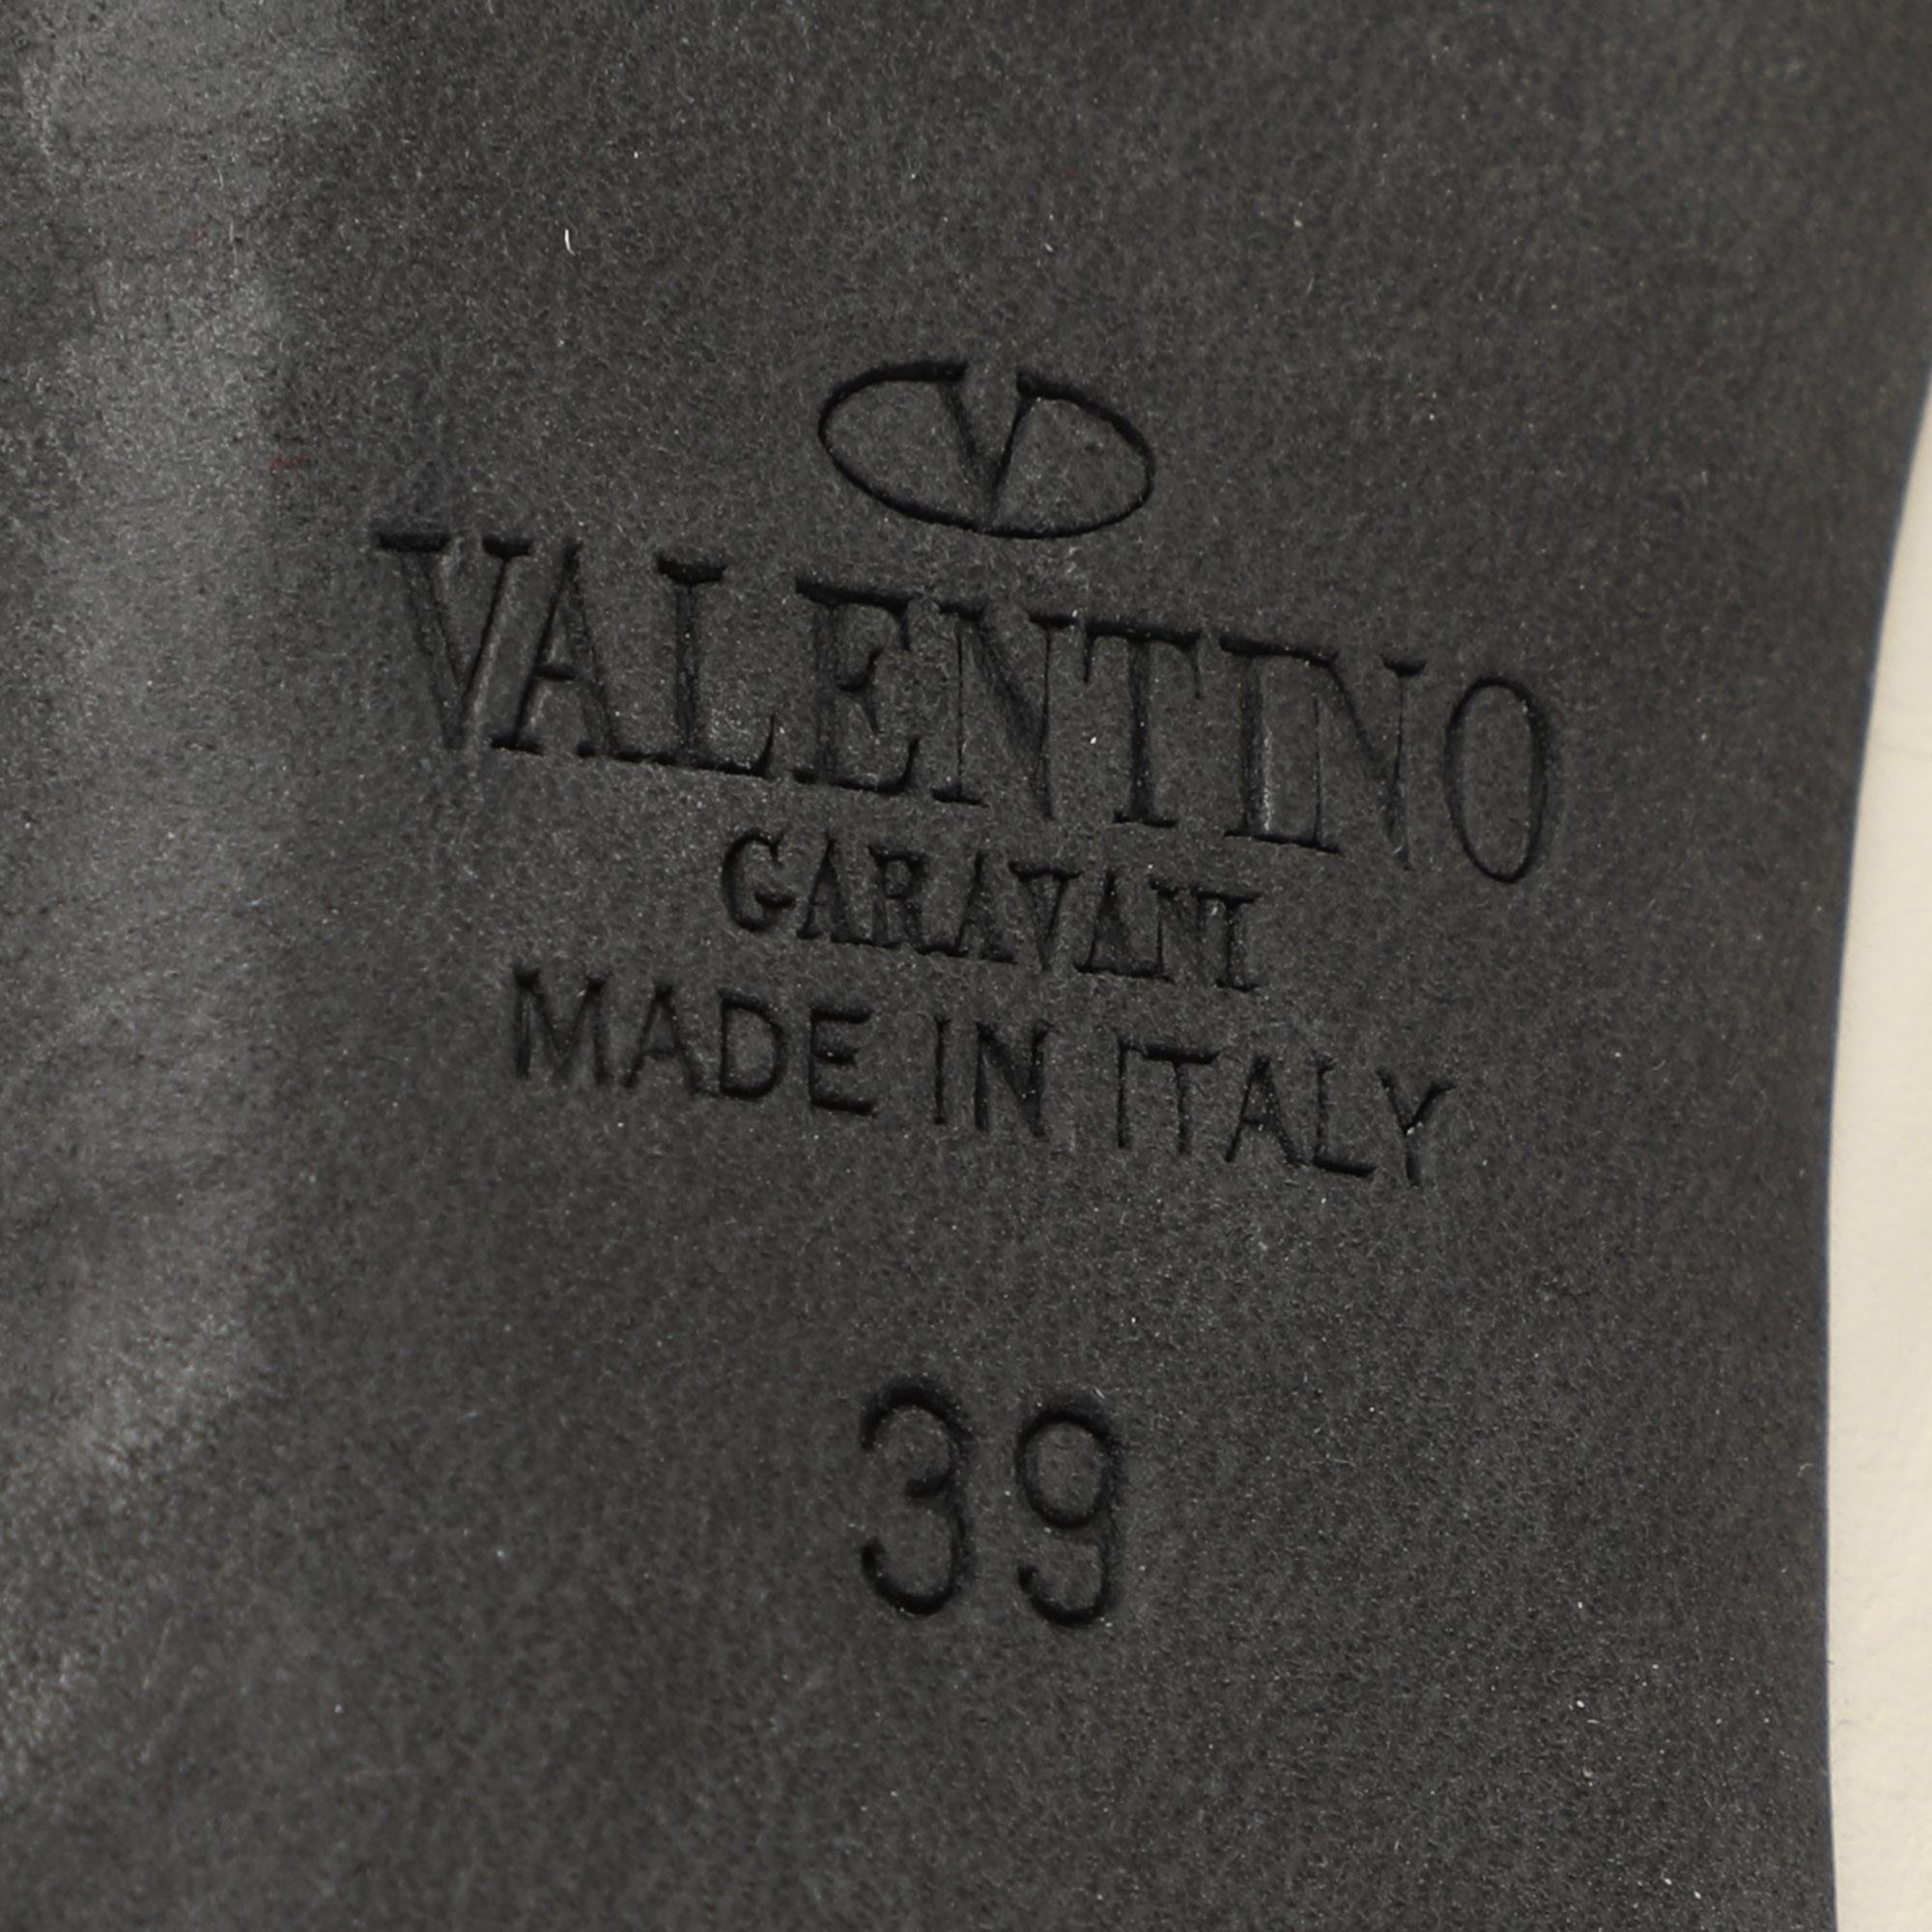 VALENTINO
GARAVANI
MADE IN ITALY
39